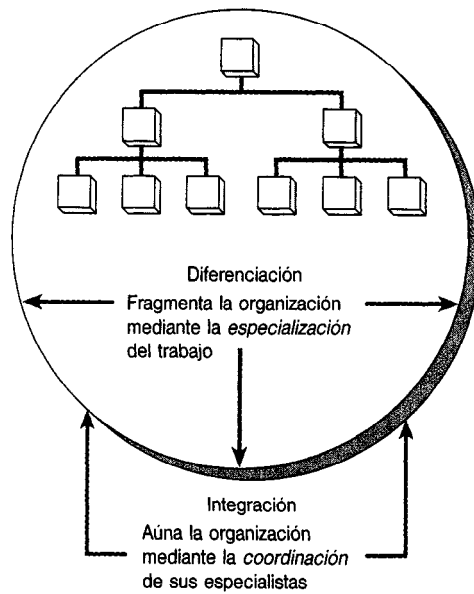 Diferenciación
Fragmenta la organización
mediante la especialización
del trabajo
Integración
Aúna la organización
mediante la coordinación
de sus especialistas